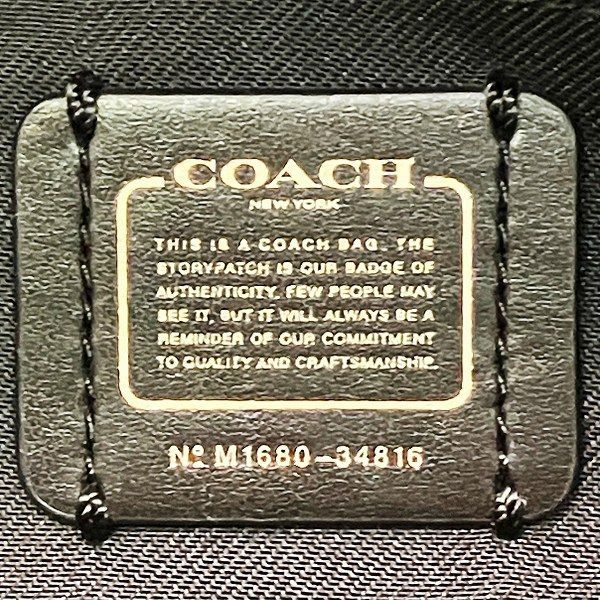 COACH
NEW YORK
THIS IS A COACH BAG. THE
STORYPATCH IS OUR BADGE OF
AUTHENTICITY. FEW PEOPLE MAY
SEE IT, BUT IT WILL ALWAYS BE A
REMINDER OF OUR COMMITMENT
TO QUALITY AND CRAFTSMANSHIP.
Nº M1680-34816